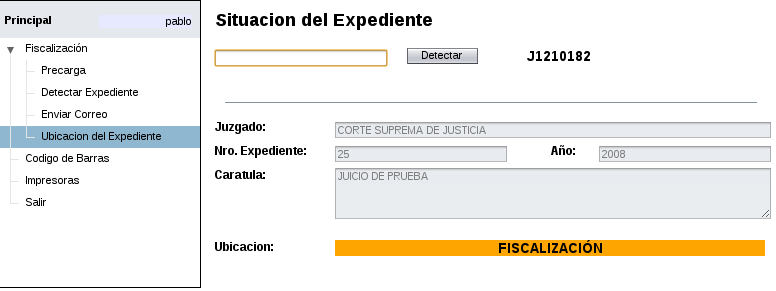 Principal pablo
Fiscalización
Precarga
Detectar Expediente
Enviar Correo
Ubicacion del Expediente
Codigo de Barras
Impresoras
Salir
Situacion del Expediente
Detectar J1210182
Juzgado: CORTE SUPREMA DE JUSTICIA
Nro. Expediente: 25 Año: 2008
Caratula: JUICIO DE PRUEBA
Ubicacion: FISCALIZACIÓN